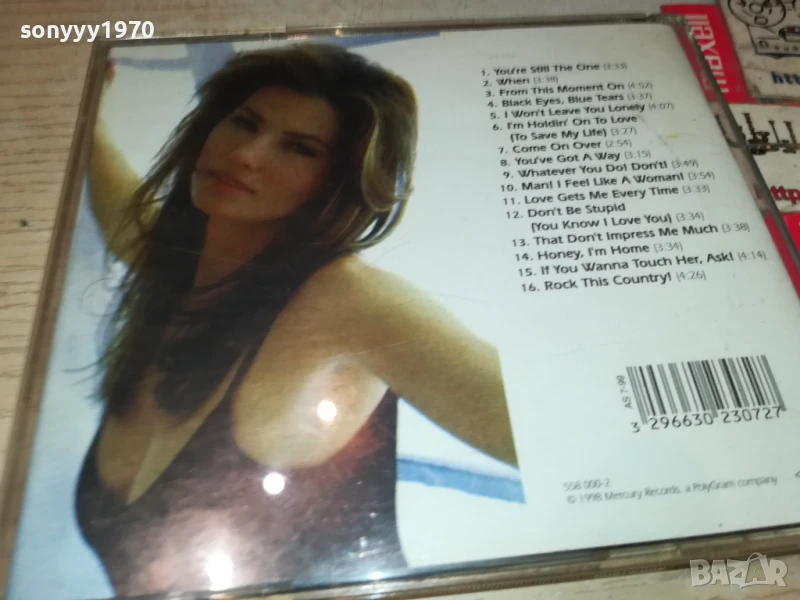 sonyyy1970
1. You're Still The One (3:33)
2. When (3:38)
3. From This Moment On (4:52)
4. Black Eyes, Blue Tears (3:37)
5. I Won't Leave You Lonely (4:07)
6. I'm Holdin' On To Love
(To Save My Life) (3:27)
7. Come On Over (2:54)
8. You've Got A Way (3:15)
9. Whatever You Do! Don't! (3:49)
10. Man! I Feel Like A Woman! (3:54)
11. Love Gets Me Every Time (3:33)
12. Don't Be Stupid
(You Know I Love You) (3:34)
13. That Don't Impress Me Much (3:38)
14. Honey, I'm Home (3:34)
15. If You Wanna Touch Her, Ask! (4:14)
16. Rock This Country! (4:26)
AS 7-99
3 296630 230727
558 000-2
© 1998 Mercury Records, a PolyGram company
maxell
htt
http
BAZAR